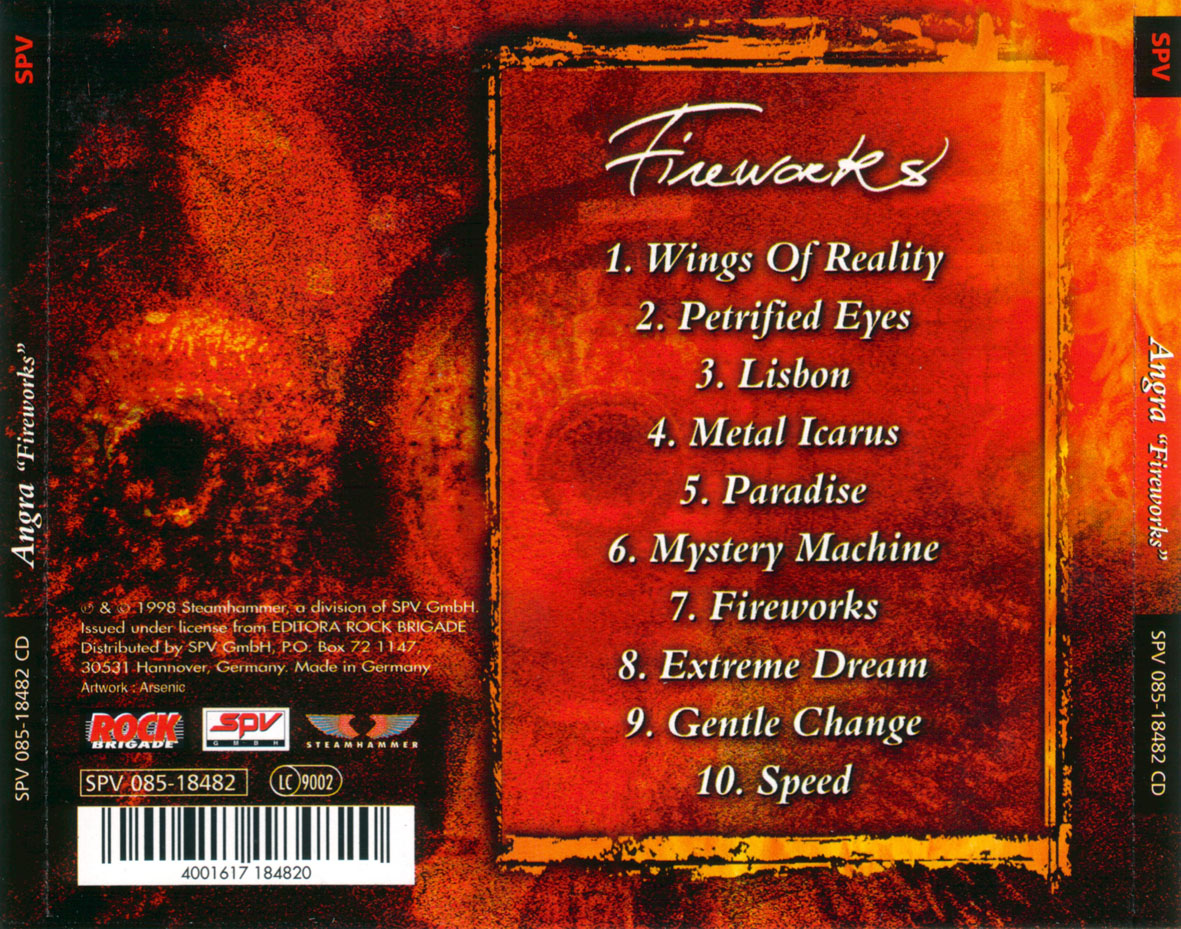 SPV
Angra “Fireworks”
SPV 085-18482 CD
Fireworks
1. Wings Of Reality
2. Petrified Eyes
3. Lisbon
4. Metal Icarus
5. Paradise
6. Mystery Machine
7. Fireworks
8. Extreme Dream
9. Gentle Change
10. Speed
℗ & © 1998 Steamhammer, a division of SPV GmbH.
Issued under license from EDITORA ROCK BRIGADE
Distributed by SPV GmbH, P.O. Box 72 1147,
30531 Hannover, Germany. Made in Germany
Artwork : Arsenic
ROCK
BRIGADE
SPV
GMBH
STEAMHAMMER
SPV 085-18482
LC 9002
4001617 184820
SPV
Angra “Fireworks”
SPV 085-18482 CD